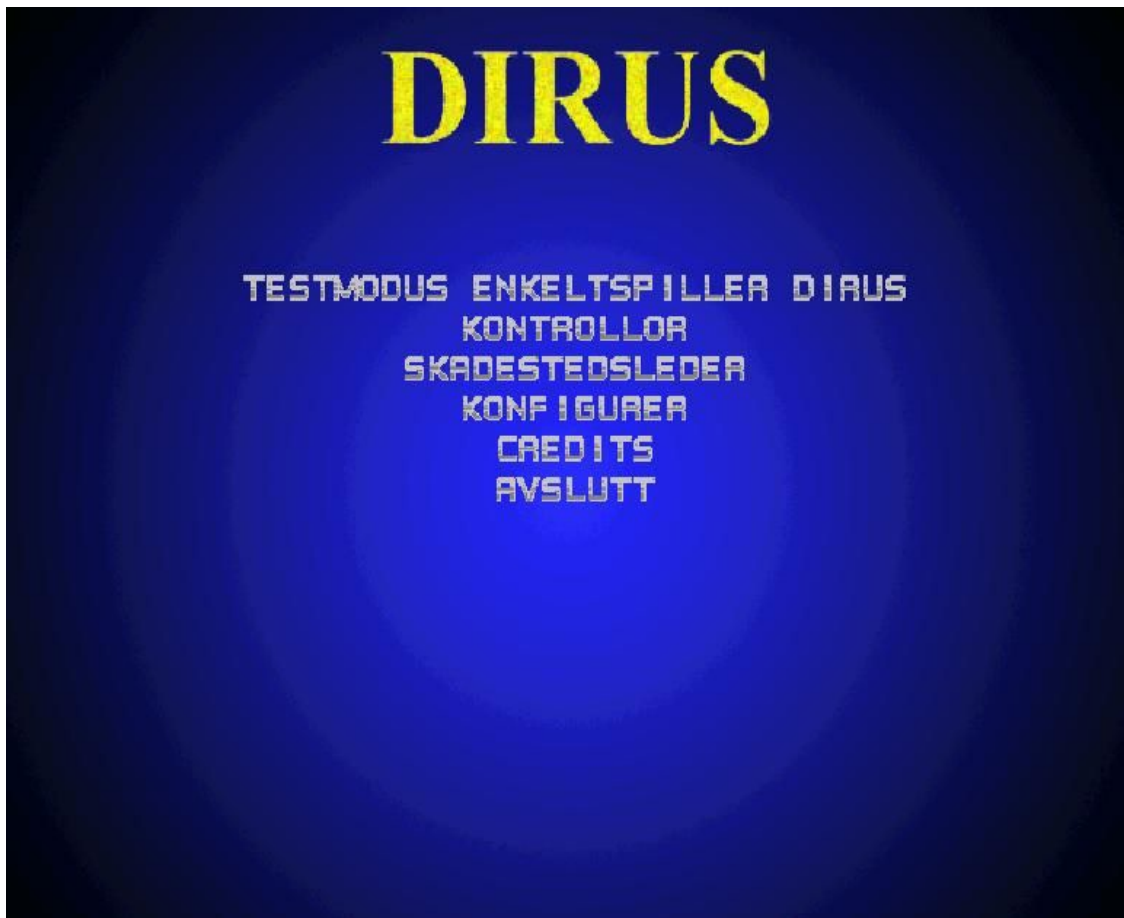 DIRUS
TESTMODUS ENKELTSPILLER DIRUS
KONTROLLOR
SKADESTEDSLEDER
KONFIGURER
CREDITS
AVSLUTT